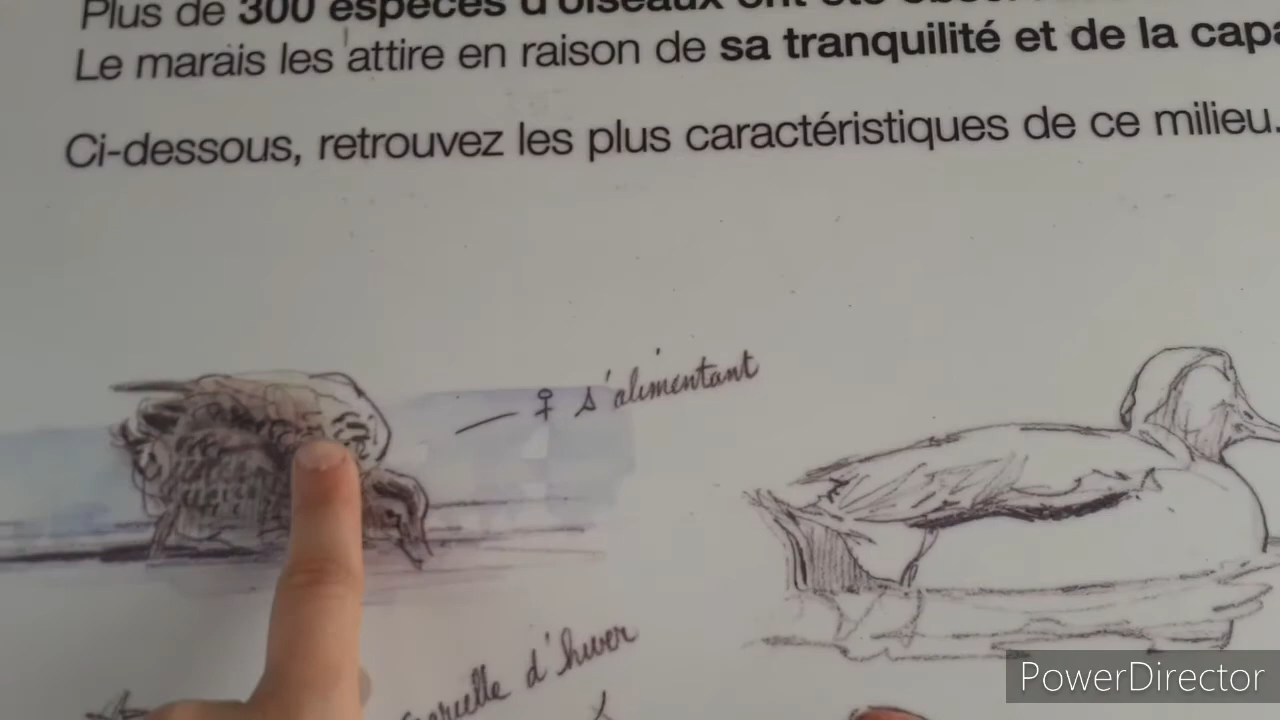 Plus de 300 espèces d'oiseaux ont été
Le marais les attire en raison de sa tranquilité et de la
Ci-dessous, retrouvez les plus caractéristiques de ce milieu.
♀ s'alimentant
d'hiver
PowerDirector